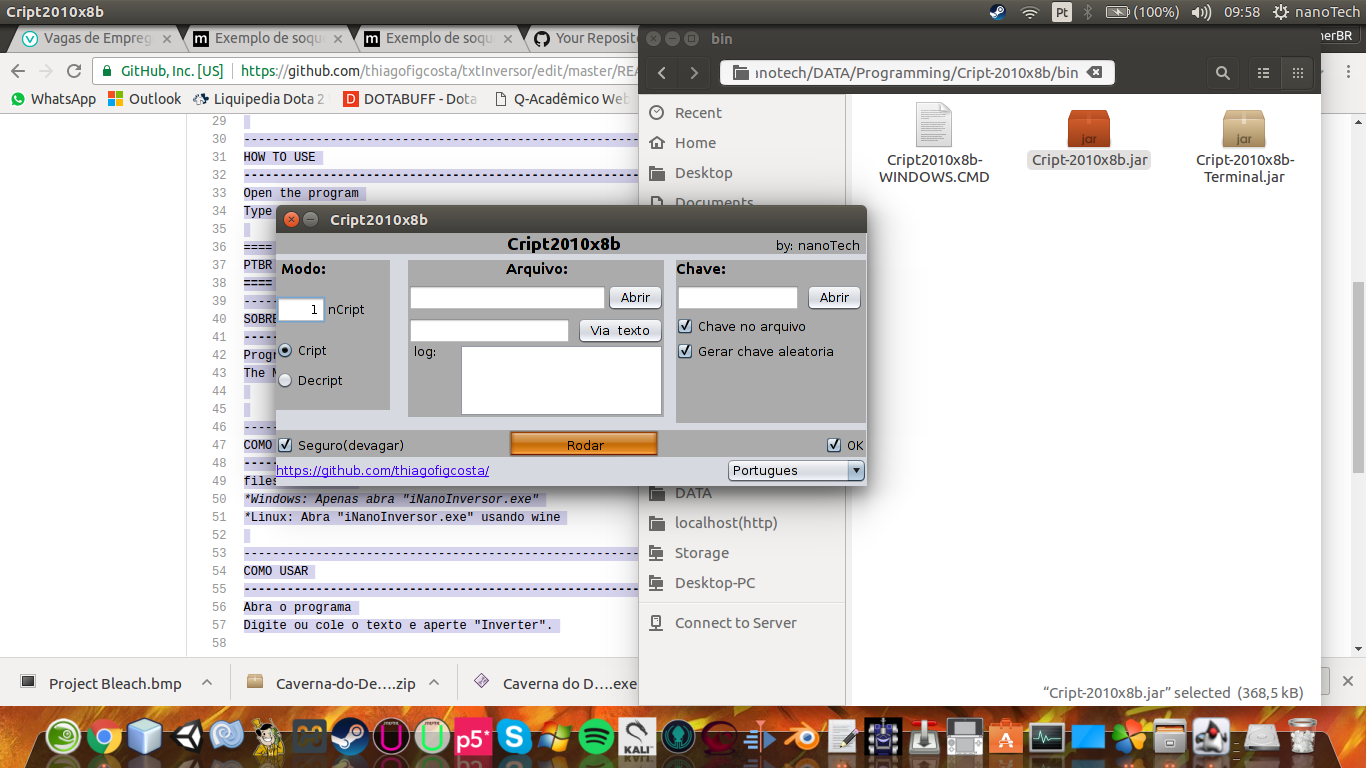 Cript2010x8b
Pt
(100%)
09:58
nanoTech
Vagas de Empreg
Exemplo de soqu
Exemplo de soqu
Your Reposit
nerBR
GitHub, Inc. [US]
https://github.com/thiagofigcosta/txtInversor/edit/master/REA
WhatsApp
Outlook
Liquipedia Dota 2
DOTABUFF - Dota
Q-Acadêmico Web
29
30 --------------------------------------------------------
31 HOW TO USE
32 --------------------------------------------------------
33 Open the program
34 Type
35
36 ====
37 PTBR
38 ====
39 ----
40 SOBRE
41 ----
42 Progr
43 The M
44
45
46 ----
47 COMO
48 ----
49 files
50 *Windows: Apenas abra "iNanoInversor.exe"
51 *Linux: Abra "iNanoInversor.exe" usando wine
52
53 --------------------------------------------------------
54 COMO USAR
55 --------------------------------------------------------
56 Abra o programa
57 Digite ou cole o texto e aperte "Inverter".
58
Cript2010x8b
Cript2010x8b
by: nanoTech
Modo:
1 nCript
Cript
Decript
Arquivo:
Abrir
Via texto
log:
Chave:
Abrir
Chave no arquivo
Gerar chave aleatoria
Seguro(devagar)
Rodar
OK
https://github.com/thiagofigcosta/
Portugues
bin
notech/DATA/Programming/Cript-2010x8b/bin
Recent
Home
Desktop
Documents
DATA
localhost(http)
Storage
Desktop-PC
Connect to Server
Cript2010x8b-
WINDOWS.CMD
jar
Cript-2010x8b.jar
jar
Cript-2010x8b-
Terminal.jar
“Cript-2010x8b.jar” selected (368,5 kB)
Project Bleach.bmp
Caverna-do-De....zip
Caverna do D....exe
p5*
KALI